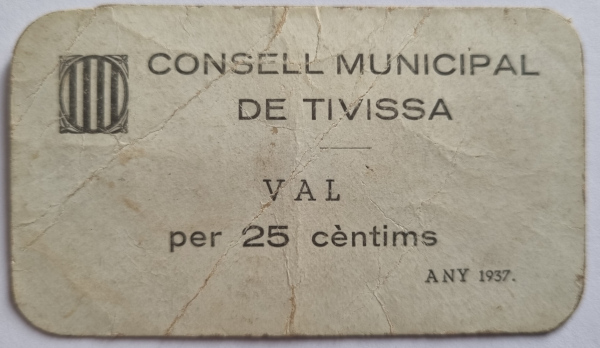 CONSELL MUNICIPAL
DE TIVISSA
VAL
per 25 cèntims
ANY 1937.